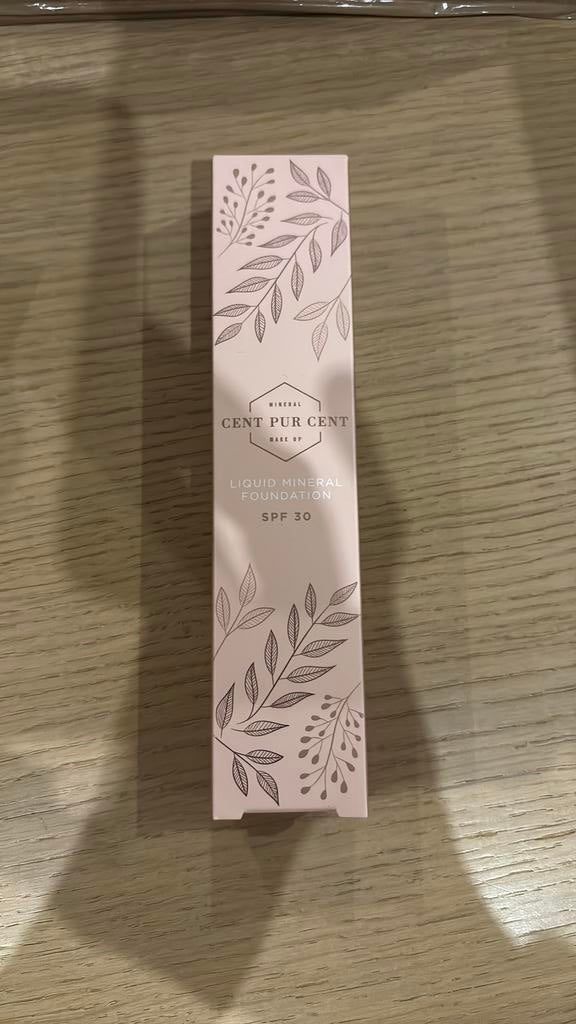 MINERAL
CENT PUR CENT
MAKE UP
LIQUID MINERAL
FOUNDATION
SPF 30